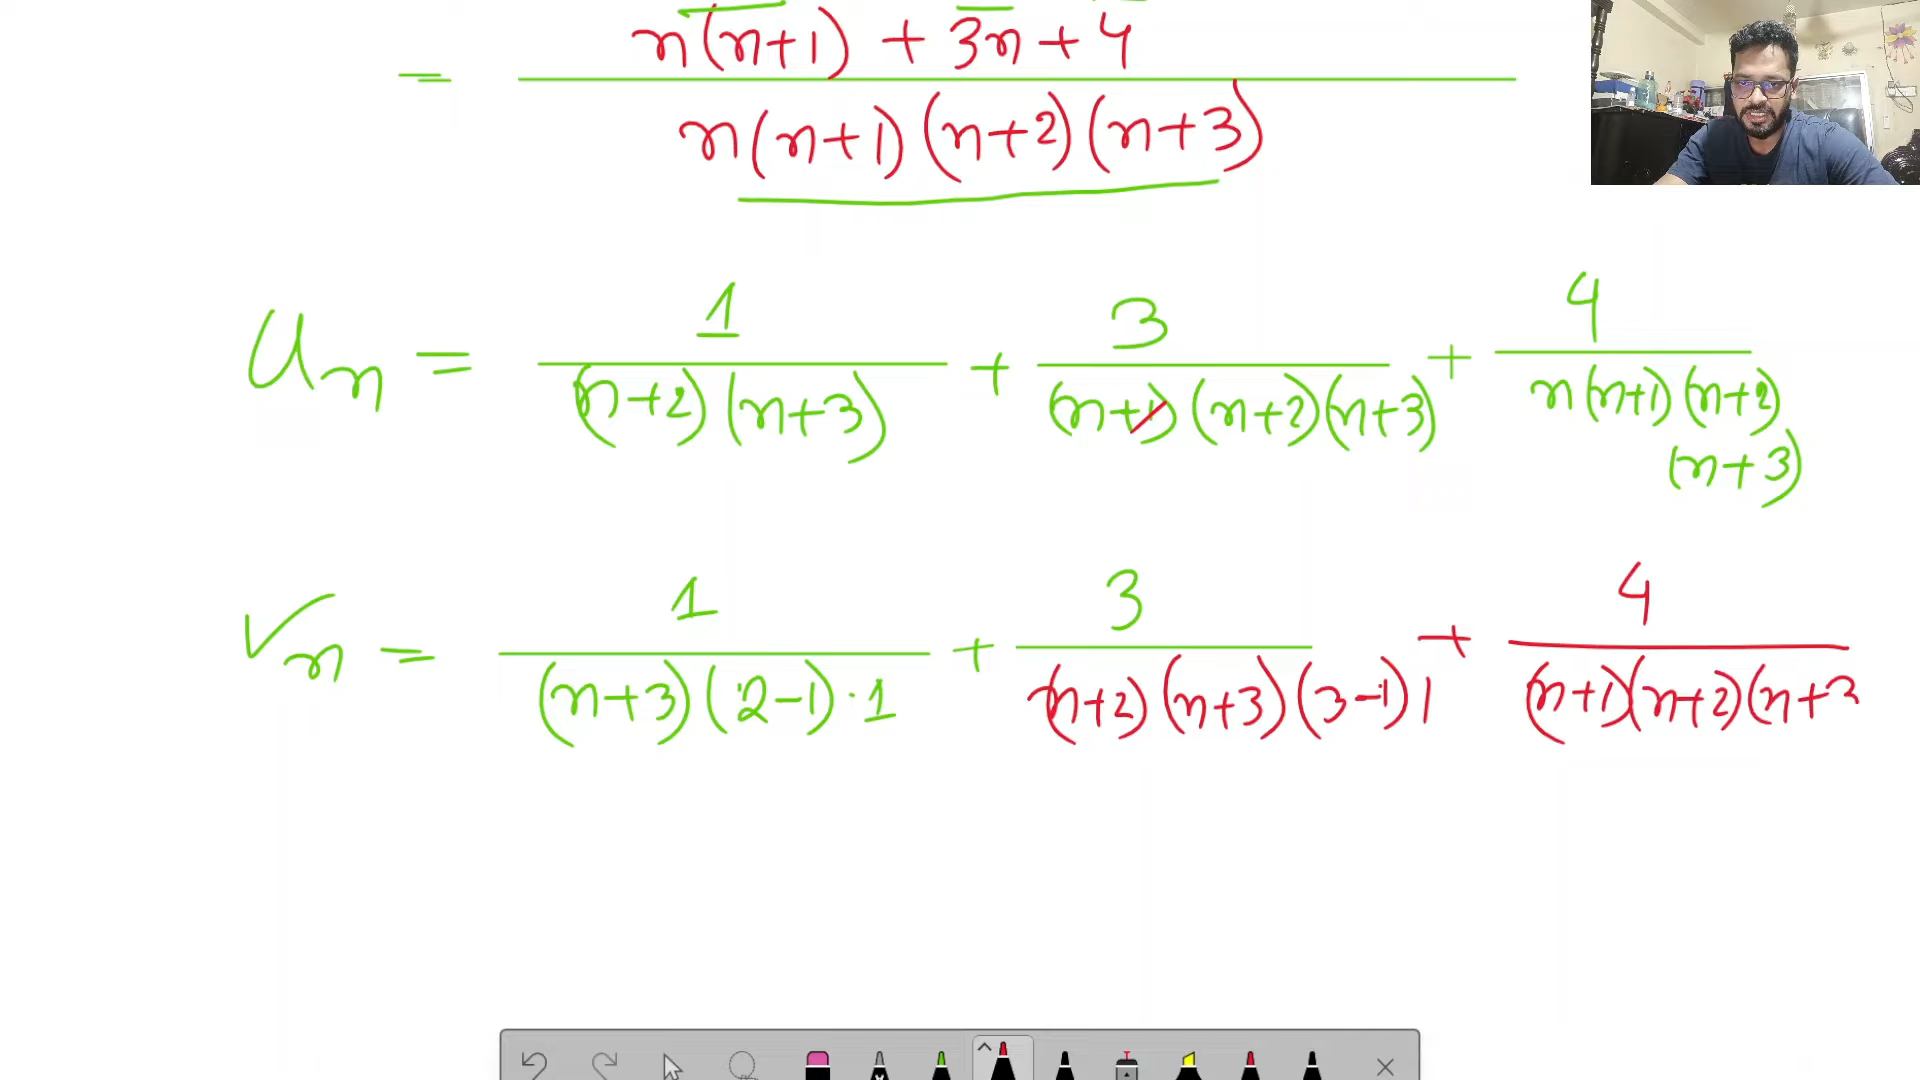 = n(n+1) + 3n + 4 / n(n+1)(n+2)(n+3)
Un = 1 / (n+2)(n+3) + 3 / (n+1)(n+2)(n+3) + 4 / n(n+1)(n+2)(n+3)
Vn = 1 / (n+3)(2-1)·1 + 3 / (n+2)(n+3)(3-1)1 + 4 / (n+1)(n+2)(n+3